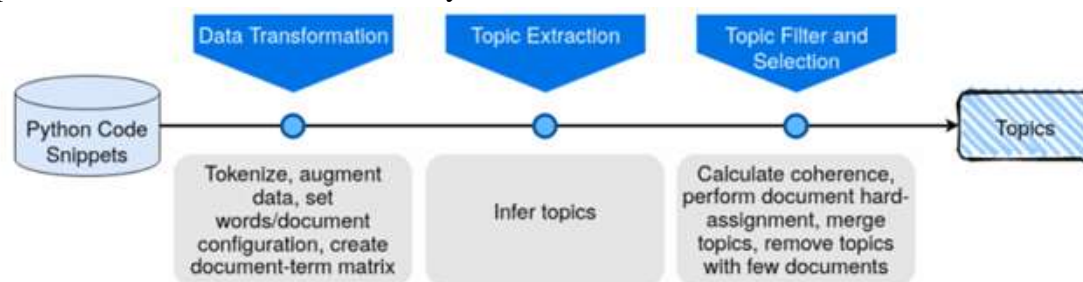 Data Transformation
Topic Extraction
Topic Filter and
Selection
Python Code
Snippets
Topics
Tokenize, augment
data, set
words/document
configuration, create
document-term matrix
Infer topics
Calculate coherence,
perform document hard-
assignment, merge
topics, remove topics
with few documents